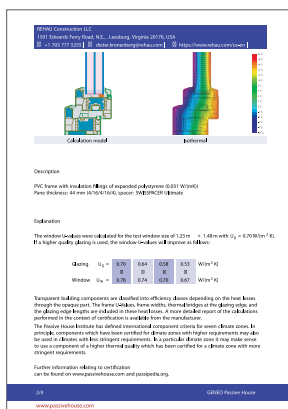 REHAU Construction LLC
1501 Edwards Ferry Road, N.E., , Leesburg, Virginia 20176, USA
+1 703 777 5255 | dieter.kronenberg@rehau.com | https://www.rehau.com/us-en |
Calculation model
Isothermal
Description
PVC frame with insulation fillings of expanded polystyrene (0.031 W/(mK))
Pane thickness: 44 mm (4/16/4/16/4), spacer: SWISSPACER Ultimate
Explanation
The window U-values were calculated for the test window size of 1.23 m × 1.48 m with Ug = 0.70 W/(m² K).
If a higher quality glazing is used, the window U-values will improve as follows:
Glazing Ug = 0.70 0.64 0.58 0.53 W/(m² K)
Window UW = 0.78 0.74 0.70 0.67 W/(m² K)
Transparent building components are classified into efficiency classes depending on the heat losses
through the opaque part. The frame U-Values, frame widths, thermal bridges at the glazing edge, and
the glazing edge lengths are included in these heat losses. A more detailed report of the calculations
performed in the context of certification is available from the manufacturer.
The Passive House Institute has defined international component criteria for seven climate zones. In
principle, components which have been certified for climate zones with higher requirements may also
be used in climates with less stringent requirements. In a particular climate it may make sense
to use a component of a higher thermal quality which has been certified for a climate zone with more
stringent requirements.
Further information relating to certification
can be found on www.passivehouse.com and passipedia.org.
2/4 GENEO Passive House
www.passivehouse.com